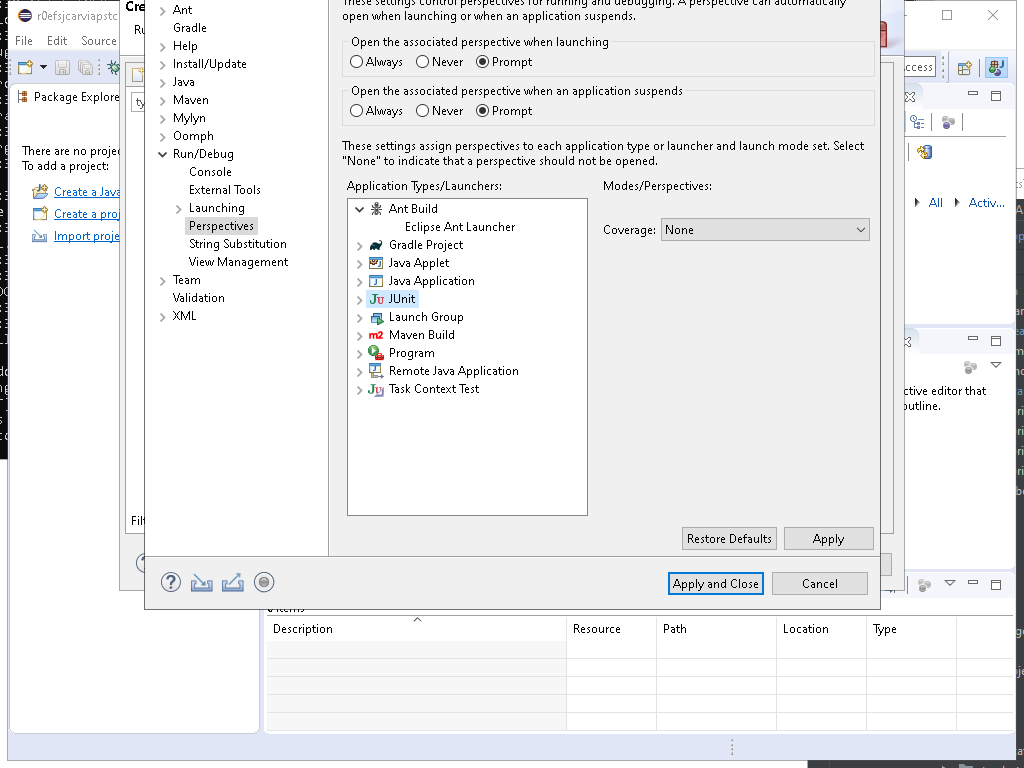 r0efsjcarviapstc
File Edit Source
Package Explore
There are no proje
To add a project:
Create a Java
Create a proj
Import proje
Cre
Ru
ty
Filt
Ant
Gradle
Help
Install/Update
Java
Maven
Mylyn
Oomph
Run/Debug
Console
External Tools
Launching
Perspectives
String Substitution
View Management
Team
Validation
XML
These settings control perspectives for running and debugging. A perspective can automatically
open when launching or when an application suspends.
Open the associated perspective when launching
Always Never Prompt
Open the associated perspective when an application suspends
Always Never Prompt
These settings assign perspectives to each application type or launcher and launch mode set. Select
"None" to indicate that a perspective should not be opened.
Application Types/Launchers:
Ant Build
Eclipse Ant Launcher
Gradle Project
Java Applet
Java Application
JUnit
Launch Group
Maven Build
Program
Remote Java Application
Task Context Test
Modes/Perspectives:
Coverage: None
Restore Defaults Apply
Apply and Close Cancel
ccess
All Activ...
ctive editor that
outline.
0 items
Description Resource Path Location Type